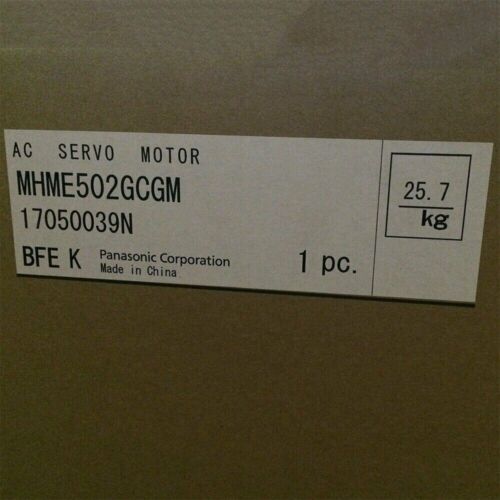 AC SERVO MOTOR
MHME502GCGM
17050039N
BFE K Panasonic Corporation
Made in China
1 pc.
25.7
kg